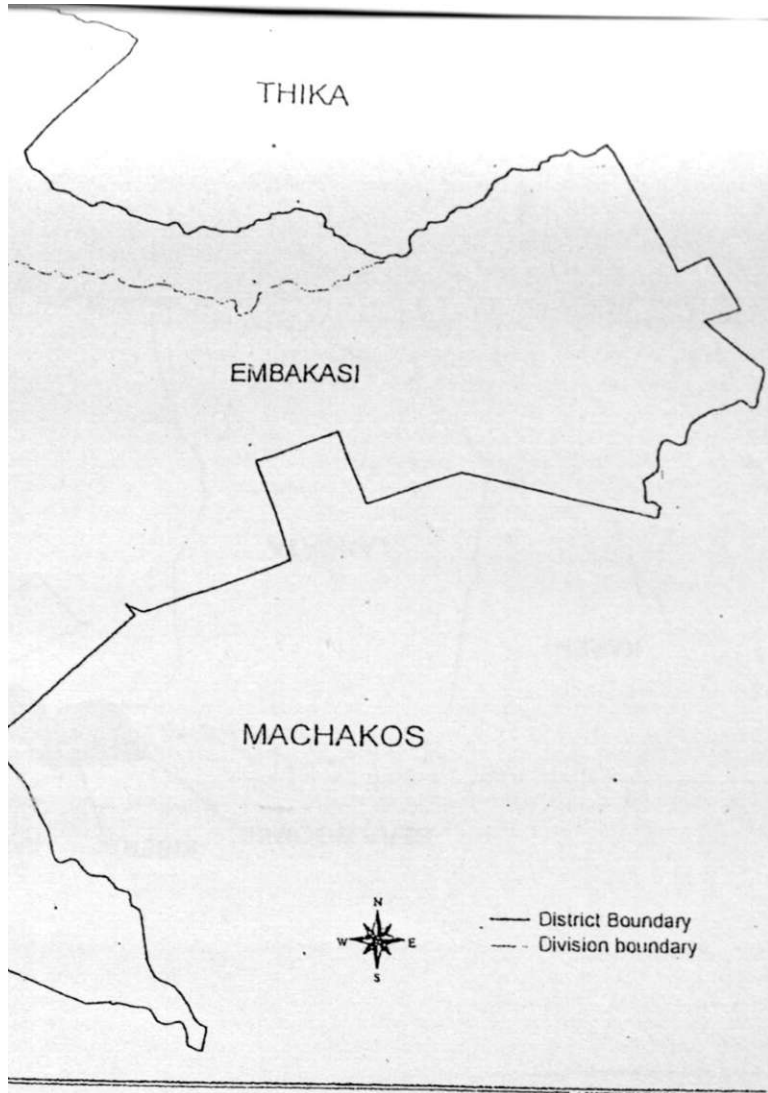 THIKA
EMBAKASI
MACHAKOS
N
W E
S
District Boundary
Division boundary